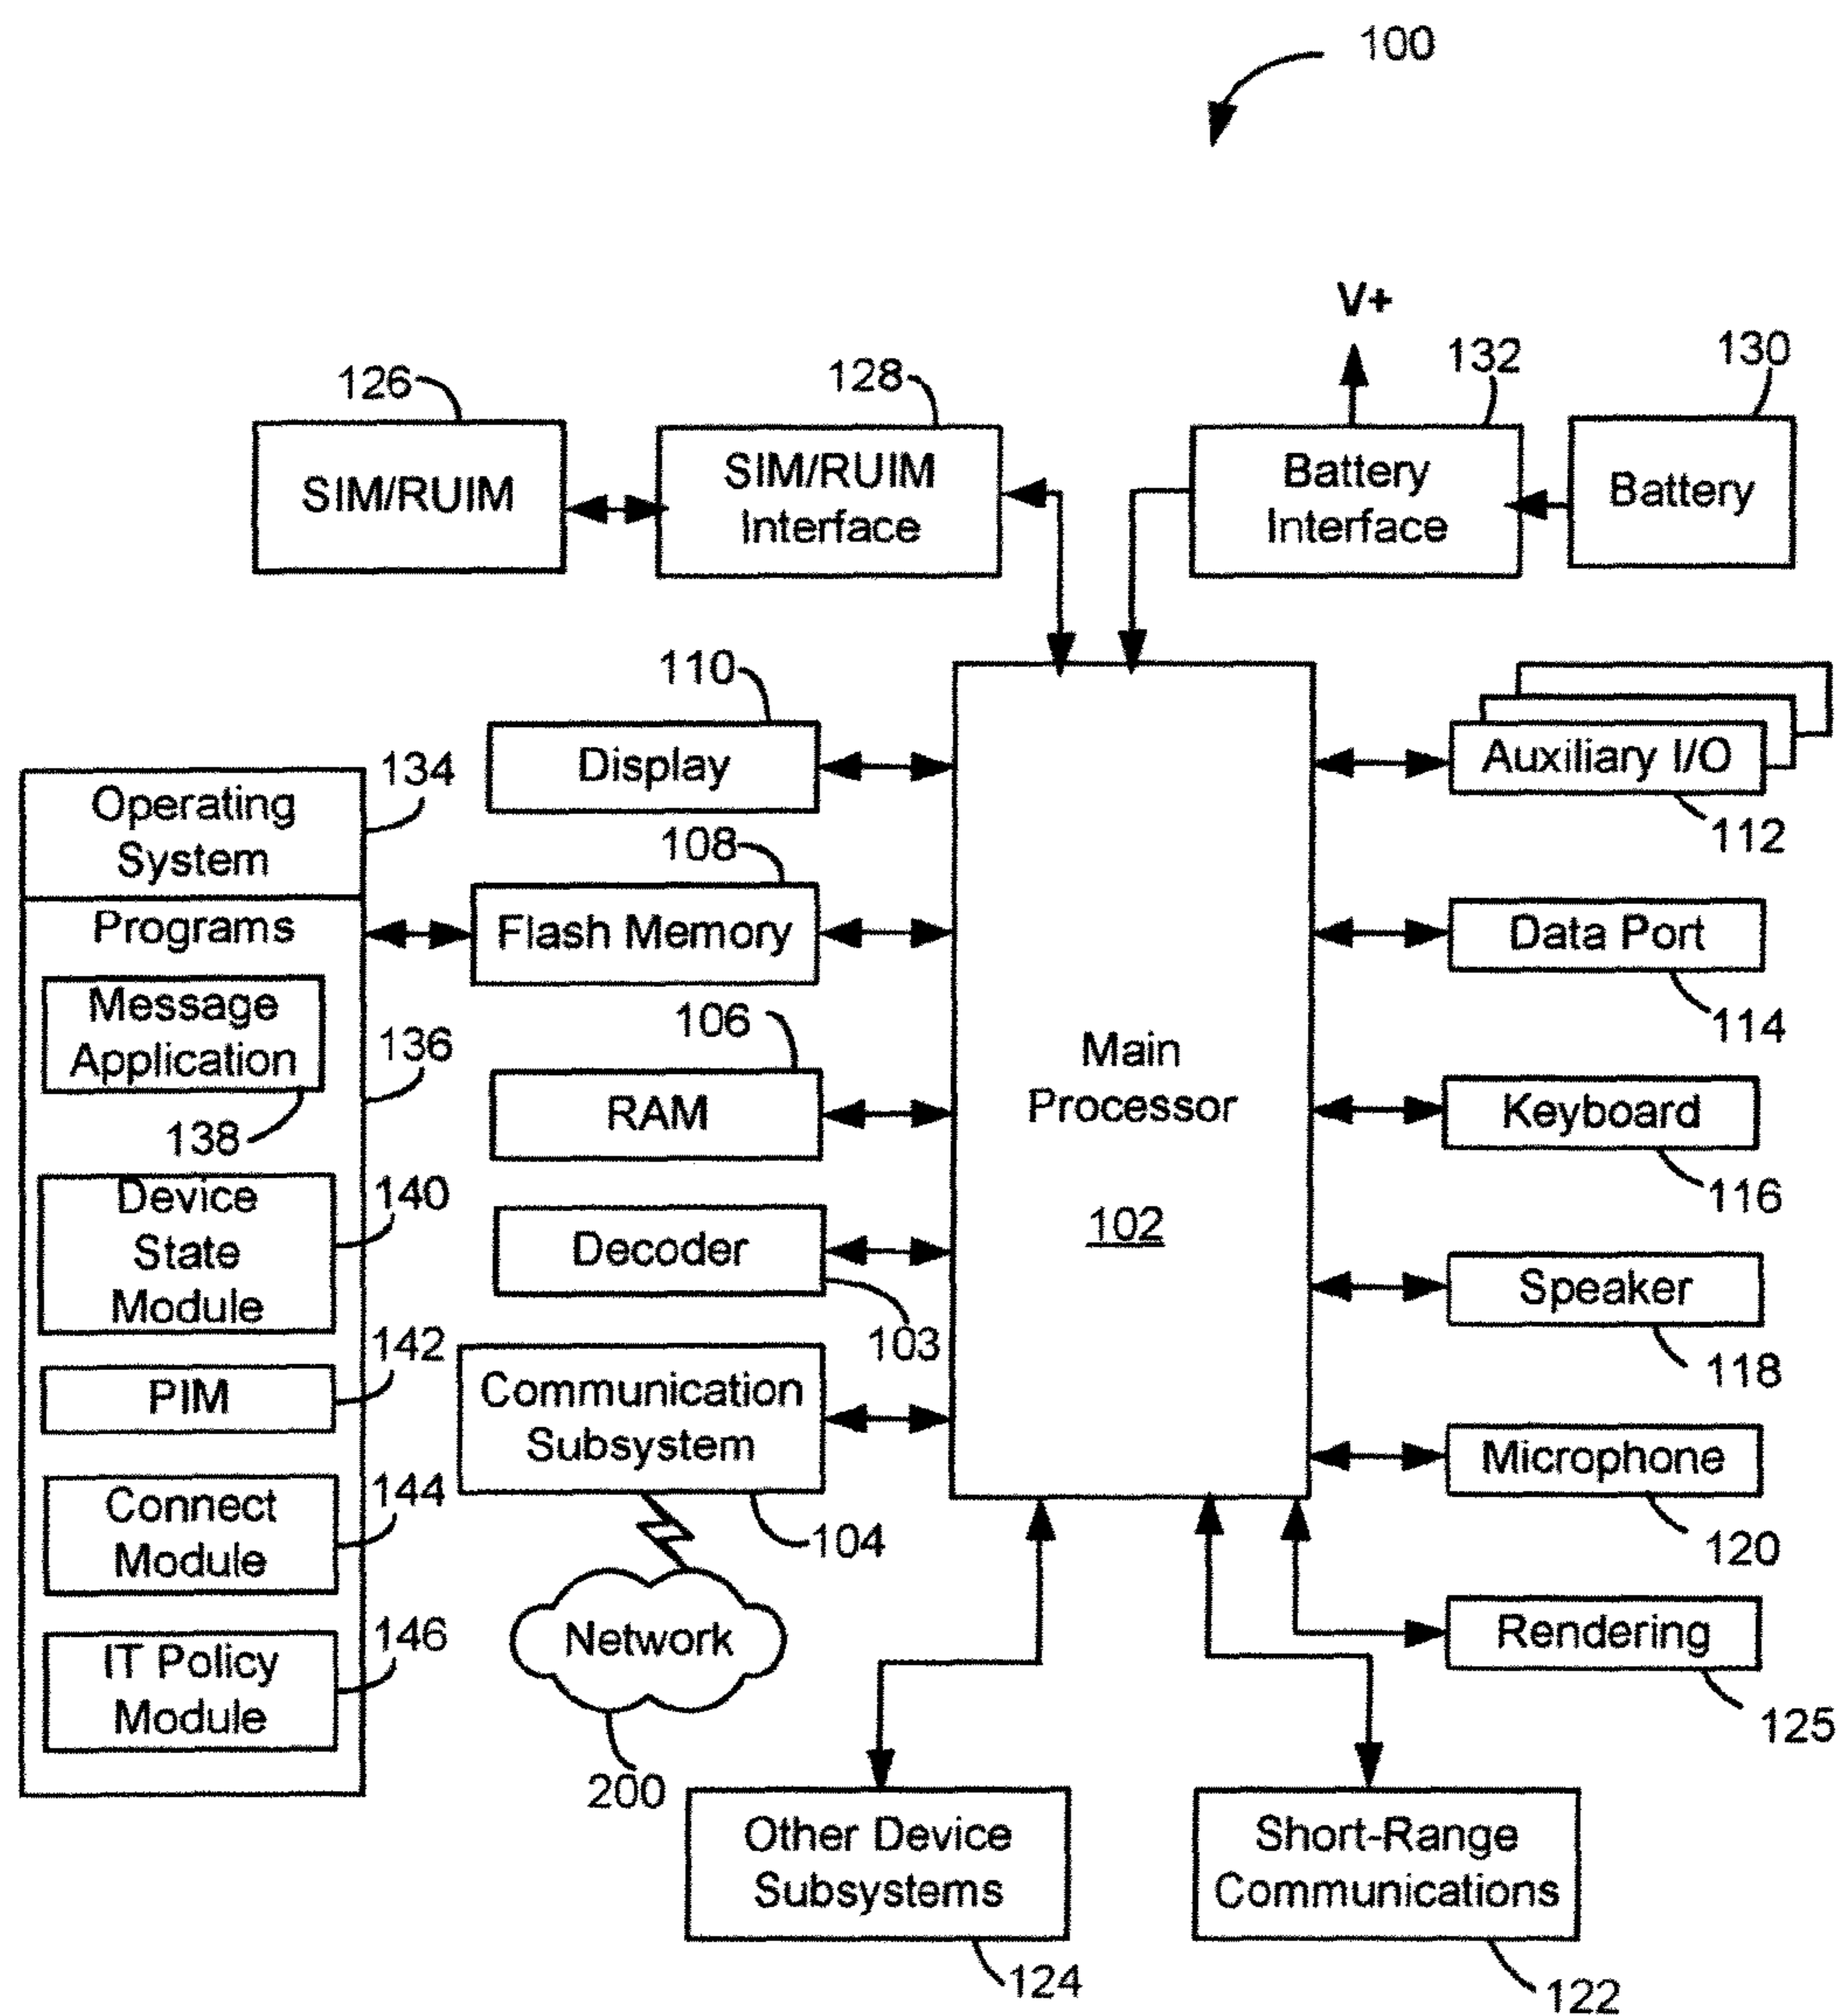 100
V+
132
130
126
128
SIM/RUIM
SIM/RUIM
Interface
Battery
Interface
Battery
110
Display
Auxiliary I/O
112
134
Operating
System
108
Programs
Flash Memory
Data Port
114
Message
Application
138
136
106
RAM
Main
Processor
102
Keyboard
116
Device
State
Module
140
Decoder
103
Speaker
118
PIM
142
Communication
Subsystem
104
Microphone
120
Connect
Module
144
Network
200
Rendering
125
IT Policy
Module
146
Other Device
Subsystems
124
Short-Range
Communications
122